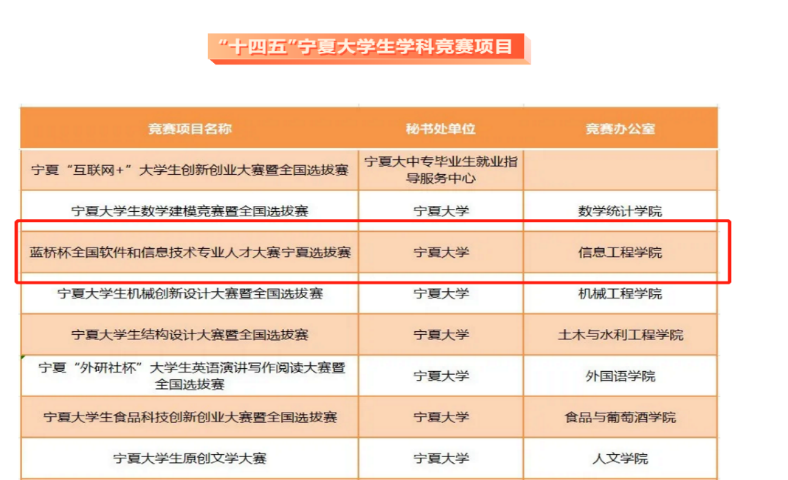 “十四五”宁夏大学生学科竞赛项目
竞赛项目名称 秘书处单位 竞赛办公室
宁夏“互联网+”大学生创新创业大赛暨全国选拔赛 宁夏大中专毕业生就业指
导服务中心
宁夏大学生数学建模竞赛暨全国选拔赛 宁夏大学 数学统计学院
蓝桥杯全国软件和信息技术专业人才大赛宁夏选拔赛 宁夏大学 信息工程学院
宁夏大学生机械创新设计大赛暨全国选拔赛 宁夏大学 机械工程学院
宁夏大学生结构设计大赛暨全国选拔赛 宁夏大学 土木与水利工程学院
宁夏“外研社杯”大学生英语演讲写作阅读大赛暨
全国选拔赛 宁夏大学 外国语学院
宁夏大学生食品科技创新创业大赛暨全国选拔赛 宁夏大学 食品与葡萄酒学院
宁夏大学生原创文学大赛 宁夏大学 人文学院